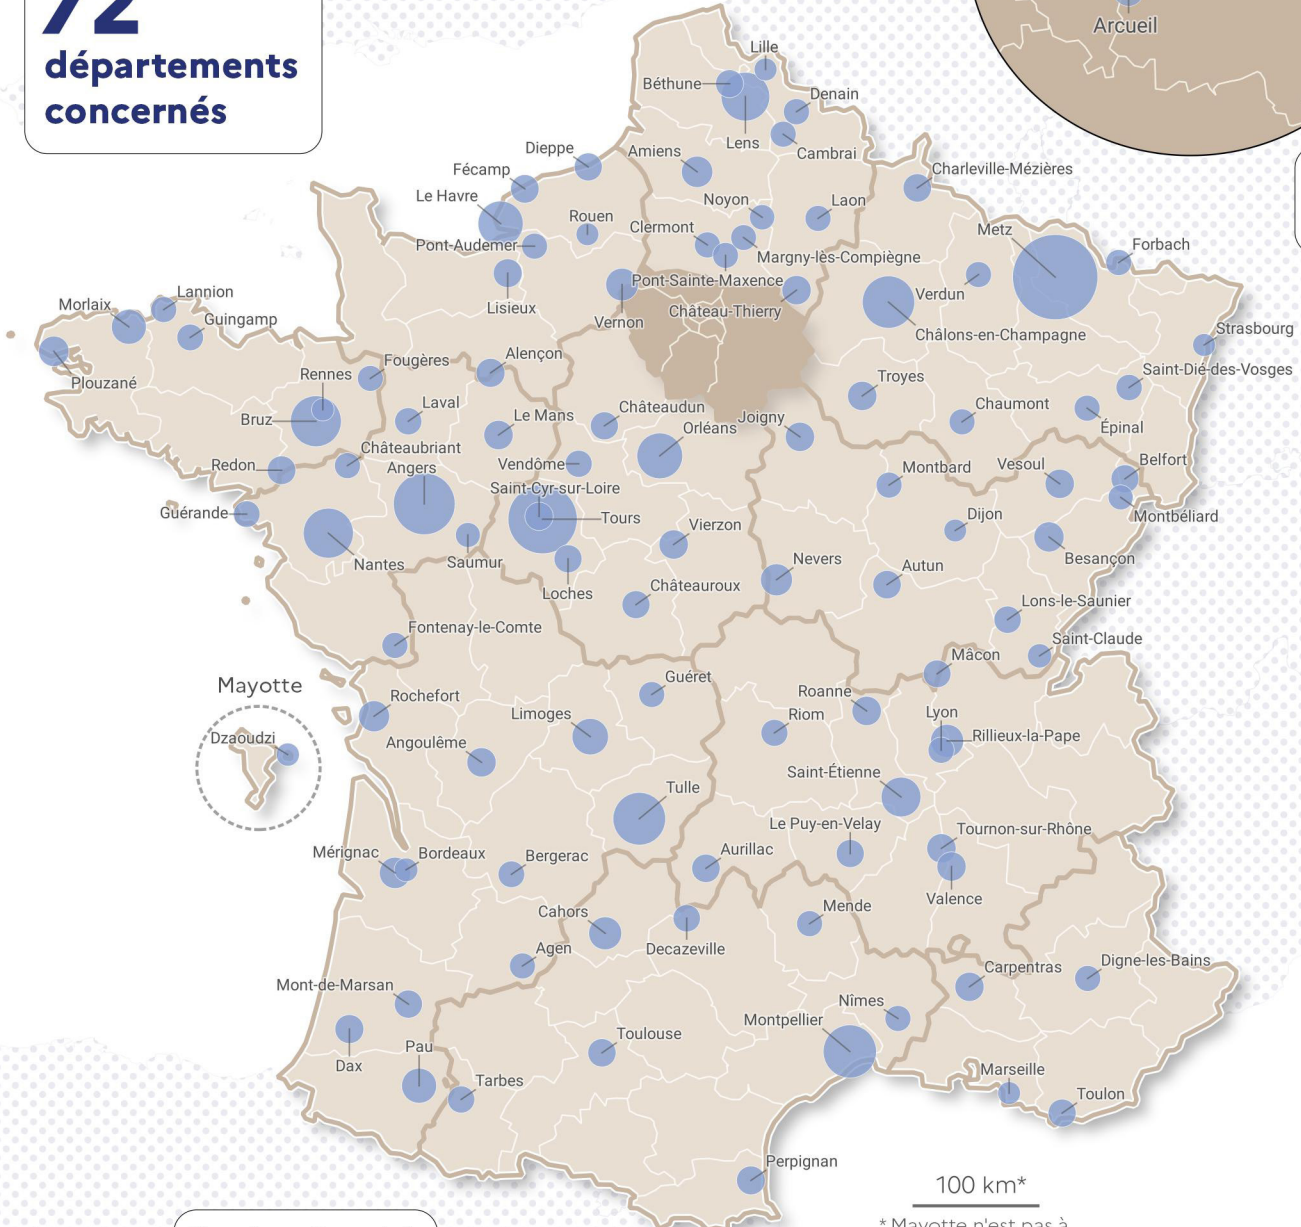 72
départements
concernés
Arcueil
Lille
Béthune
Denain
Lens
Cambrai
Dieppe
Amiens
Fécamp
Charleville-Mézières
Le Havre
Noyon
Laon
Rouen
Clermont
Metz
Pont-Audemer
Margny-lès-Compiègne
Forbach
Pont-Sainte-Maxence
Lannion
Verdun
Morlaix
Lisieux
Château-Thierry
Guingamp
Vernon
Strasbourg
Châlons-en-Champagne
Alençon
Fougères
Saint-Dié-des-Vosges
Rennes
Troyes
Plouzané
Laval
Châteaudun
Chaumont
Le Mans
Joigny
Bruz
Orléans
Épinal
Châteaubriant
Belfort
Redon
Angers
Vendôme
Montbard
Vesoul
Saint-Cyr-sur-Loire
Guérande
Tours
Dijon
Montbéliard
Vierzon
Nantes
Saumur
Nevers
Besançon
Autun
Loches
Châteauroux
Lons-le-Saunier
Fontenay-le-Comte
Saint-Claude
Mâcon
Mayotte
Guéret
Rochefort
Roanne
Limoges
Riom
Lyon
Dzaoudzi
Angoulême
Rillieux-la-Pape
Saint-Étienne
Tulle
Le Puy-en-Velay
Tournon-sur-Rhône
Mérignac
Bordeaux
Bergerac
Aurillac
Valence
Cahors
Mende
Agen
Decazeville
Carpentras
Digne-les-Bains
Mont-de-Marsan
Nîmes
Montpellier
Toulouse
Pau
Dax
Marseille
Tarbes
Toulon
Perpignan
100 km*
* Mayotte n'est pas à